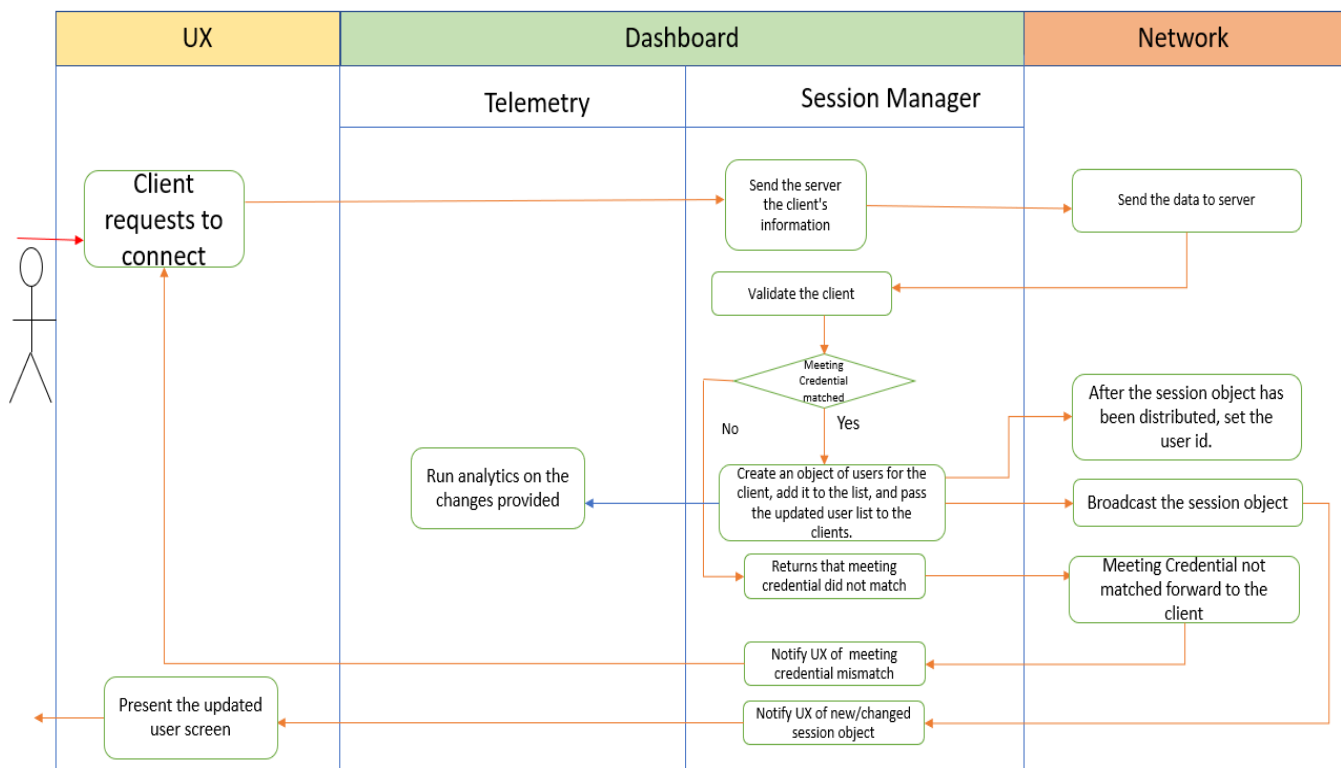 UX
Dashboard
Network
Telemetry
Session Manager
Client
requests to
connect
Send the server
the client's
information
Send the data to server
Validate the client
Meeting
Credential
matched
No
Yes
After the session object has
been distributed, set the
user id.
Run analytics on the
changes provided
Create an object of users for the
client, add it to the list, and pass
the updated user list to the
clients.
Broadcast the session object
Returns that meeting
credential did not match
Meeting Credential not
matched forward to the
client
Notify UX of meeting
credential mismatch
Present the updated
user screen
Notify UX of new/changed
session object